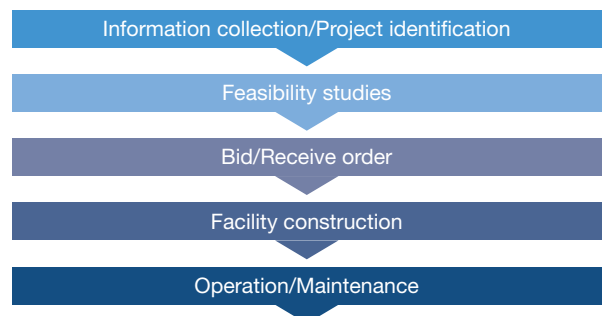 Information collection/Project identification
Feasibility studies
Bid/Receive order
Facility construction
Operation/Maintenance